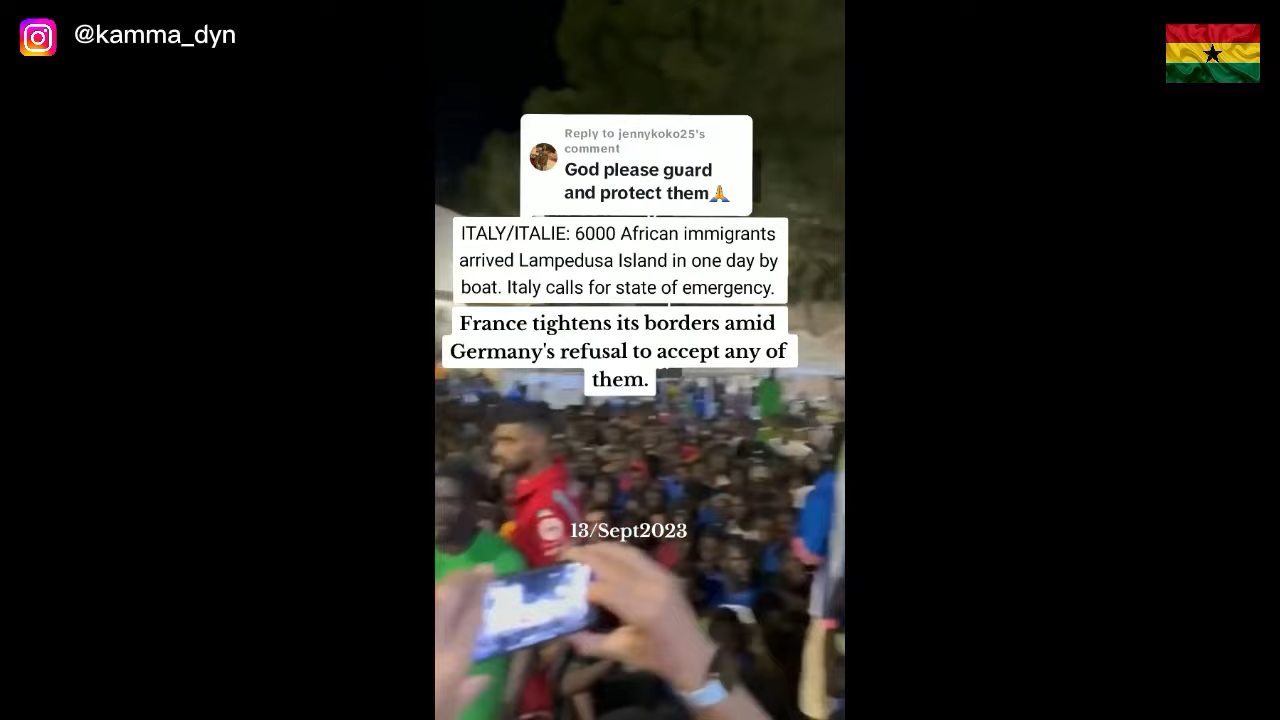 @kamma_dyn
Reply to jennykoko25's
comment
God please guard
and protect them🙏
ITALY/ITALIE: 6000 African immigrants
arrived Lampedusa Island in one day by
boat. Italy calls for state of emergency.
France tightens its borders amid
Germany's refusal to accept any of
them.
13/Sept2023